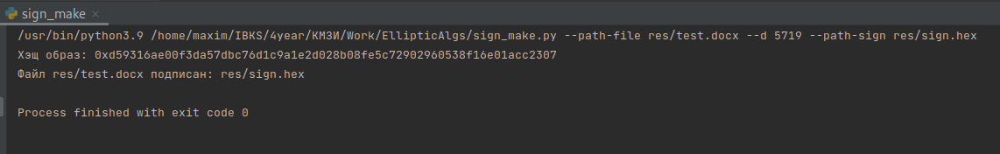 sign_make
/usr/bin/python3.9 /home/maxim/IBKS/4year/КМЗИ/Work/EllipticAlgs/sign_make.py --path-file res/test.docx --d 5719 --path-sign res/sign.hex
Хэщ образ: 0xd59316ae00f3da57dbc76d1c9a1e2d028b08fe5c72902960538f16e01acc2307
Файл res/test.docx подписан: res/sign.hex
Process finished with exit code 0